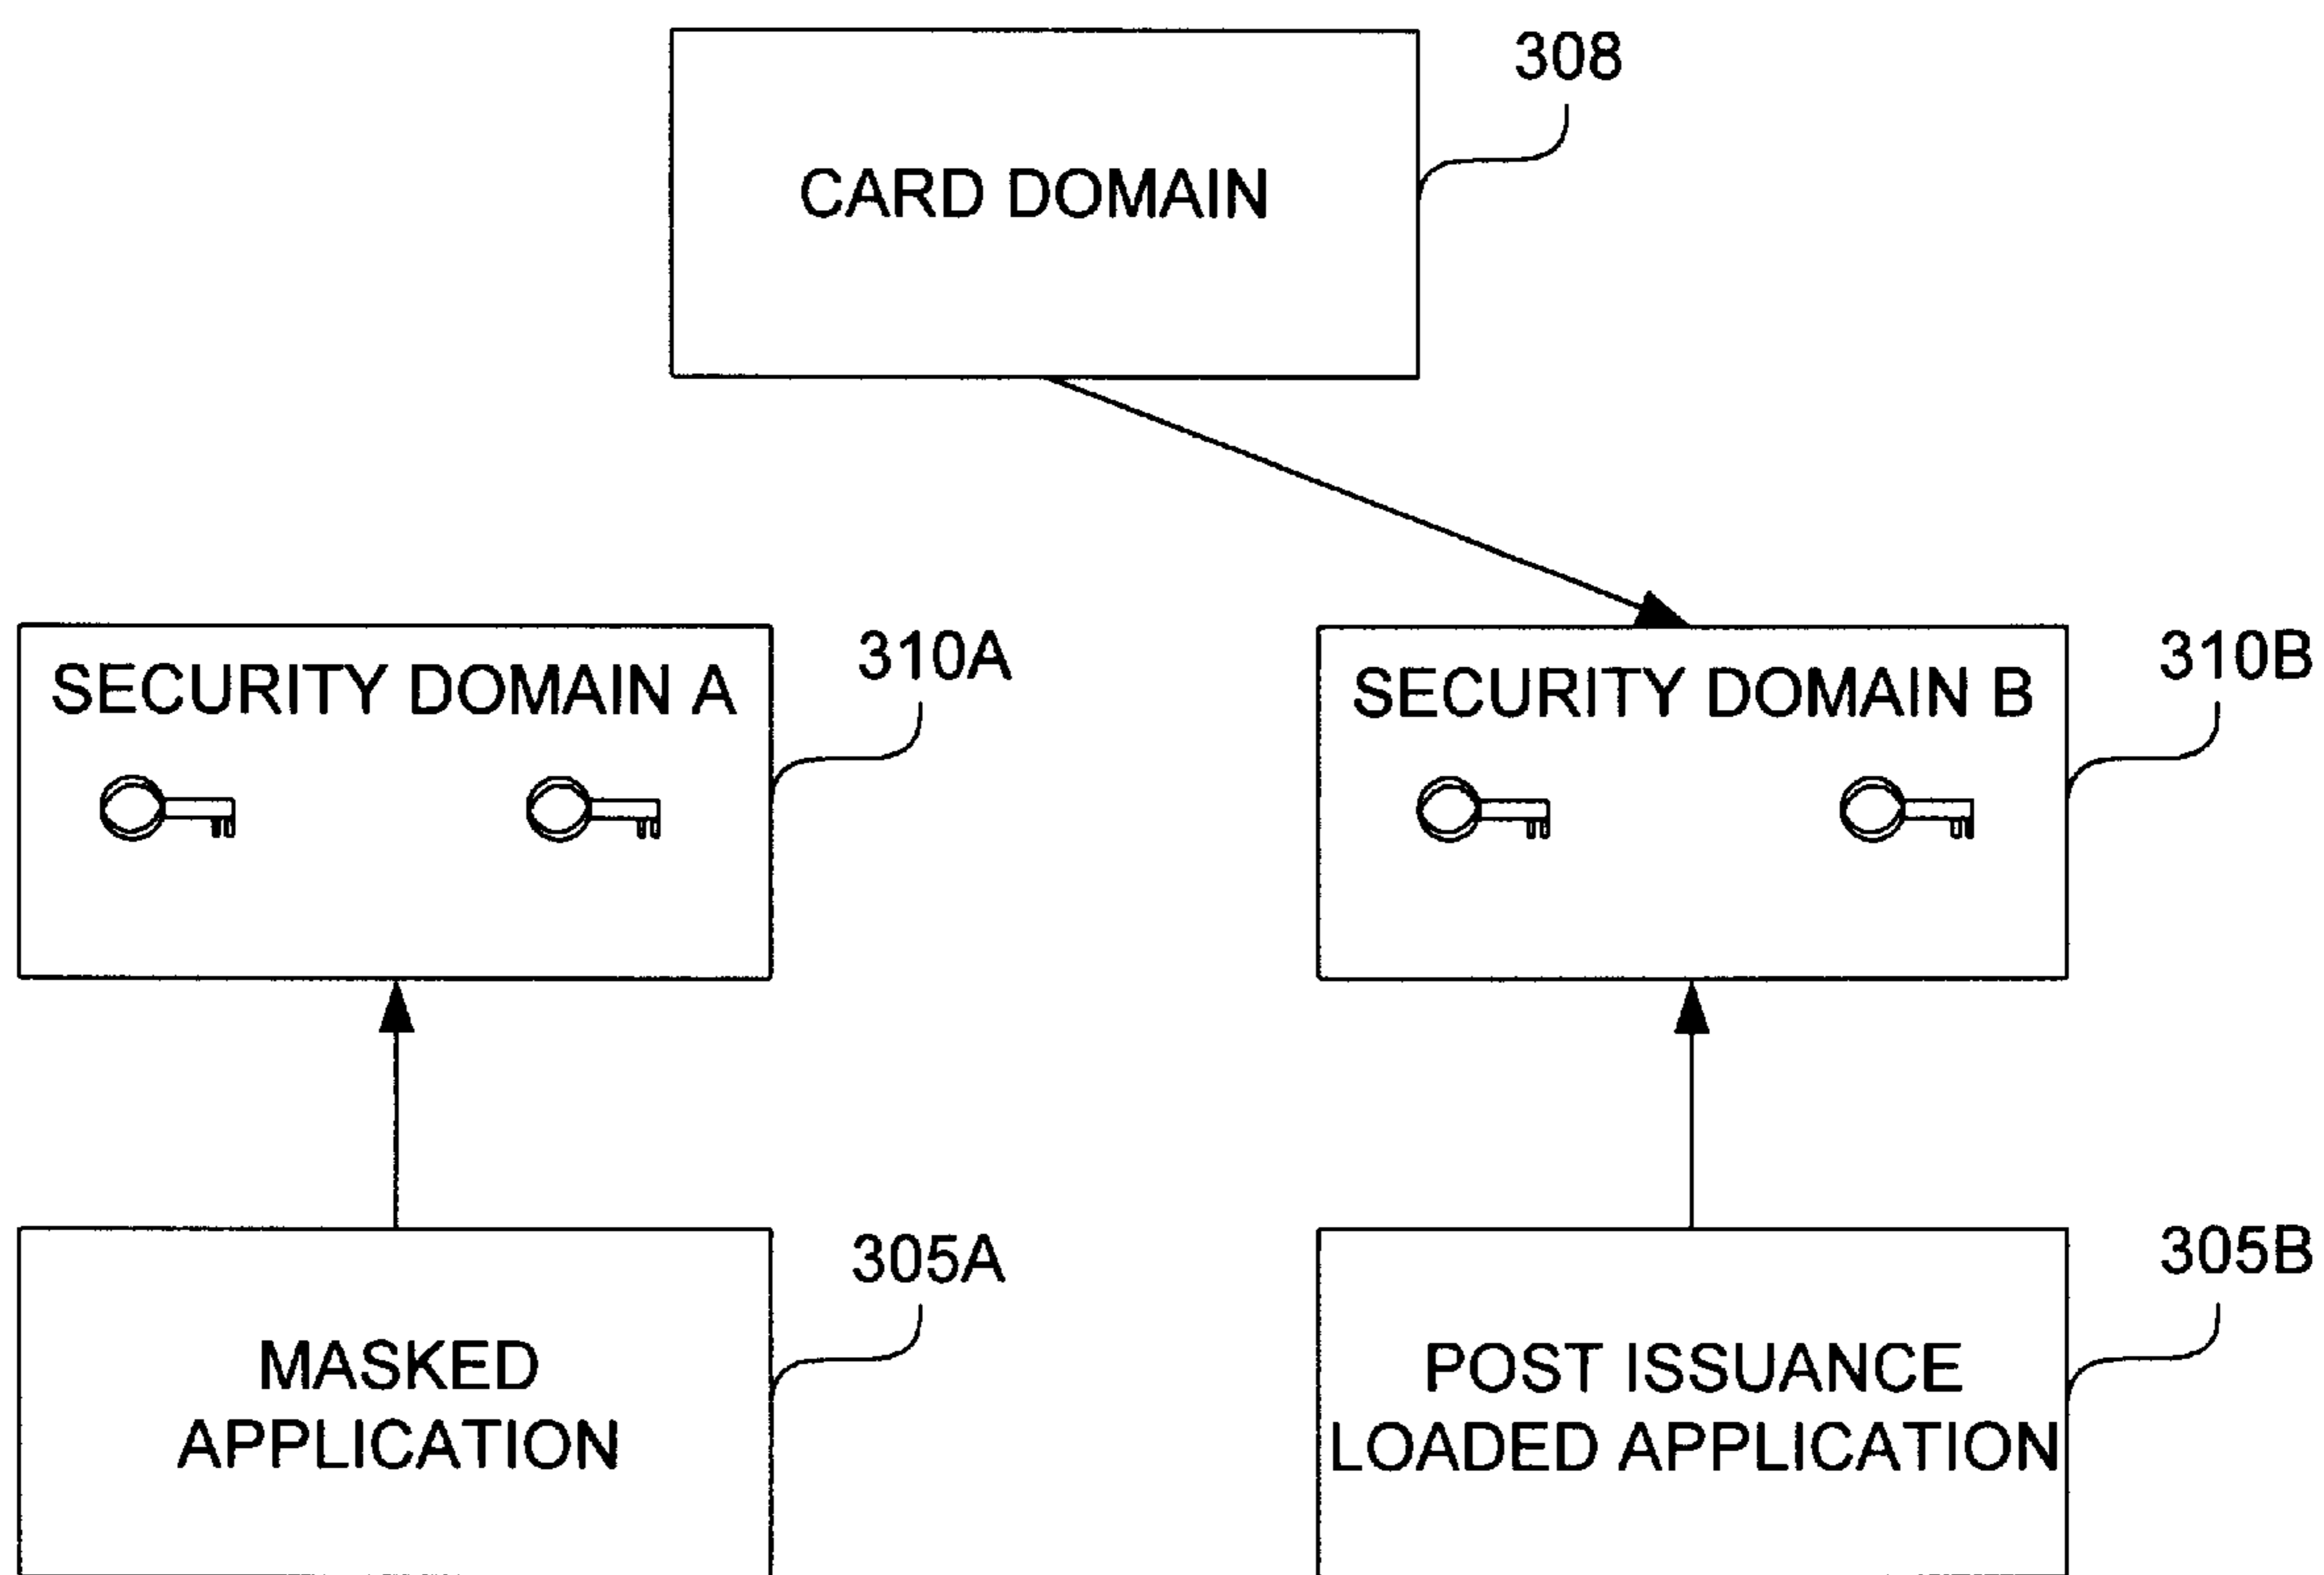 308
CARD DOMAIN
SECURITY DOMAIN A
310A
SECURITY DOMAIN B
310B
MASKED
APPLICATION
305A
POST ISSUANCE
LOADED APPLICATION
305B